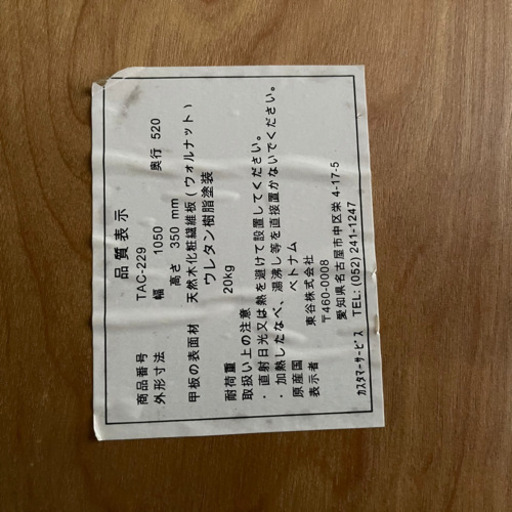 品質表示
商品番号 TAC-229
外形寸法 幅 1050 奥行 520
高さ 350 mm
甲板の表面材 天然木化粧繊維板(ウォルナット)
ウレタン樹脂塗装
耐荷重 20kg
取扱い上の注意
・直射日光又は熱を避けて設置してください。
・加熱したなべ、湯沸し等を直接置かないでください。
原産国 ベトナム
表示者 東谷株式会社
〒460-0008
愛知県名古屋市中区栄 4-17-5
カスタマーサービス TEL: (052) 241-1247